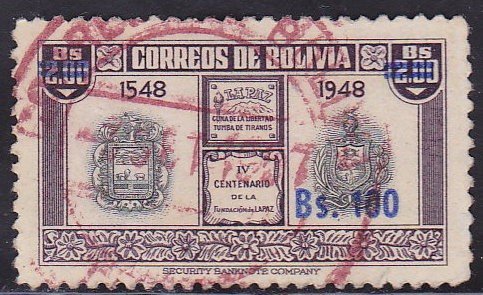 Bs CORREOS DE BOLIVIA Bs
2.00 2.00
1548 1948
LA PAZ
CUNA DE LA LIBERTAD
TUMBA DE TIRANOS
IV
CENTENARIO
DE LA
FUNDACION de LA PAZ
Bs. 100
SECURITY BANKNOTE COMPANY